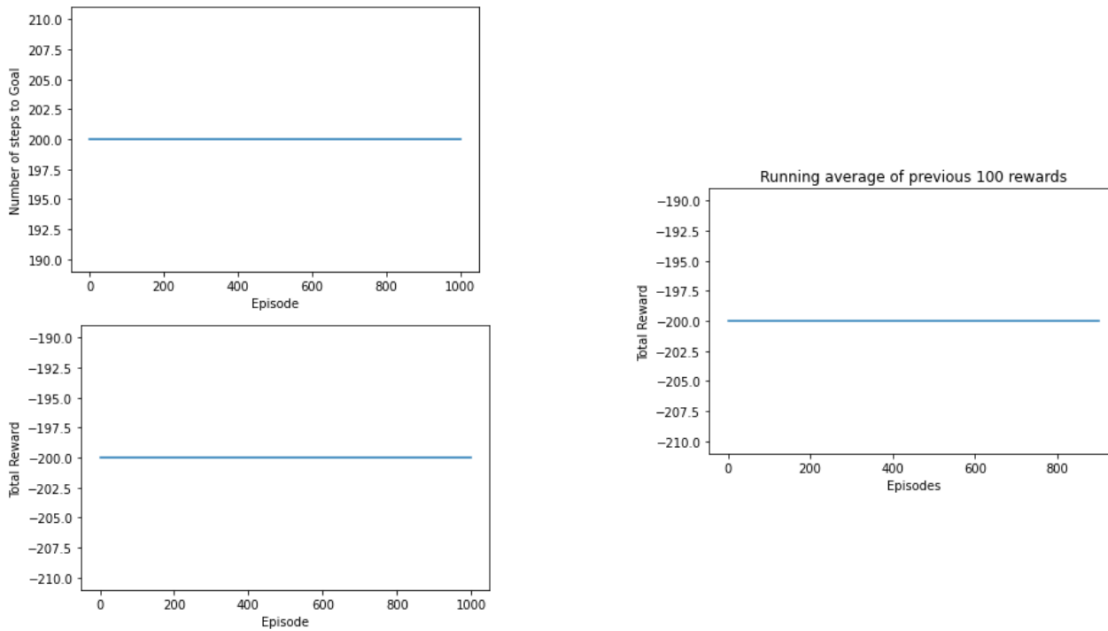 210.0
207.5
205.0
202.5
200.0
197.5
195.0
192.5
190.0
Number of steps to Goal
0 200 400 600 800 1000
Episode
−190.0
−192.5
−195.0
−197.5
−200.0
−202.5
−205.0
−207.5
−210.0
Total Reward
0 200 400 600 800 1000
Episode
Running average of previous 100 rewards
−190.0
−192.5
−195.0
−197.5
−200.0
−202.5
−205.0
−207.5
−210.0
Total Reward
0 200 400 600 800
Episodes